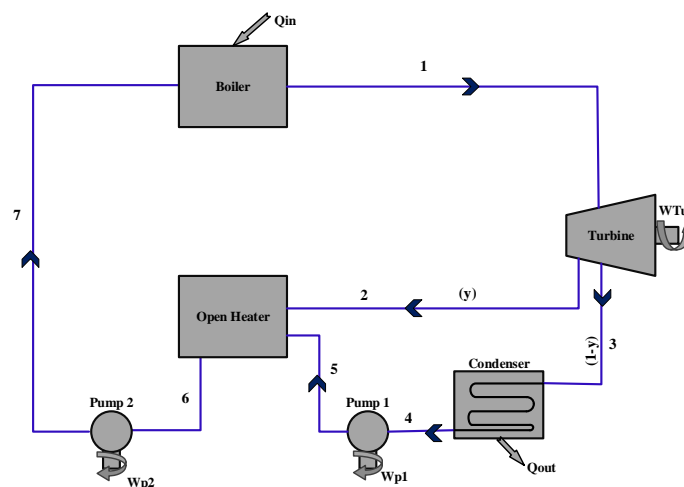 Qin
1
Boiler
7
WTu
Turbine
2
(y)
Open Heater
(1-y)
3
Condenser
5
6
Pump 2
Pump 1
4
Qout
Wp2
Wp1